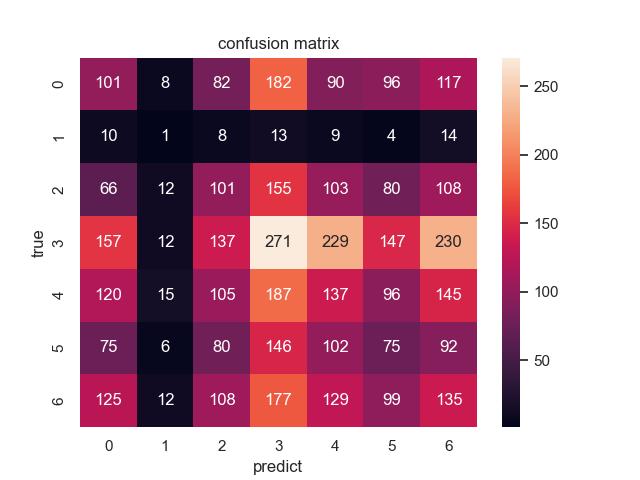 confusion matrix
0 101 8 82 182 90 96 117
1 10 1 8 13 9 4 14
2 66 12 101 155 103 80 108
3 157 12 137 271 229 147 230
4 120 15 105 187 137 96 145
5 75 6 80 146 102 75 92
6 125 12 108 177 129 99 135
0 1 2 3 4 5 6
predict
true
250
200
150
100
50